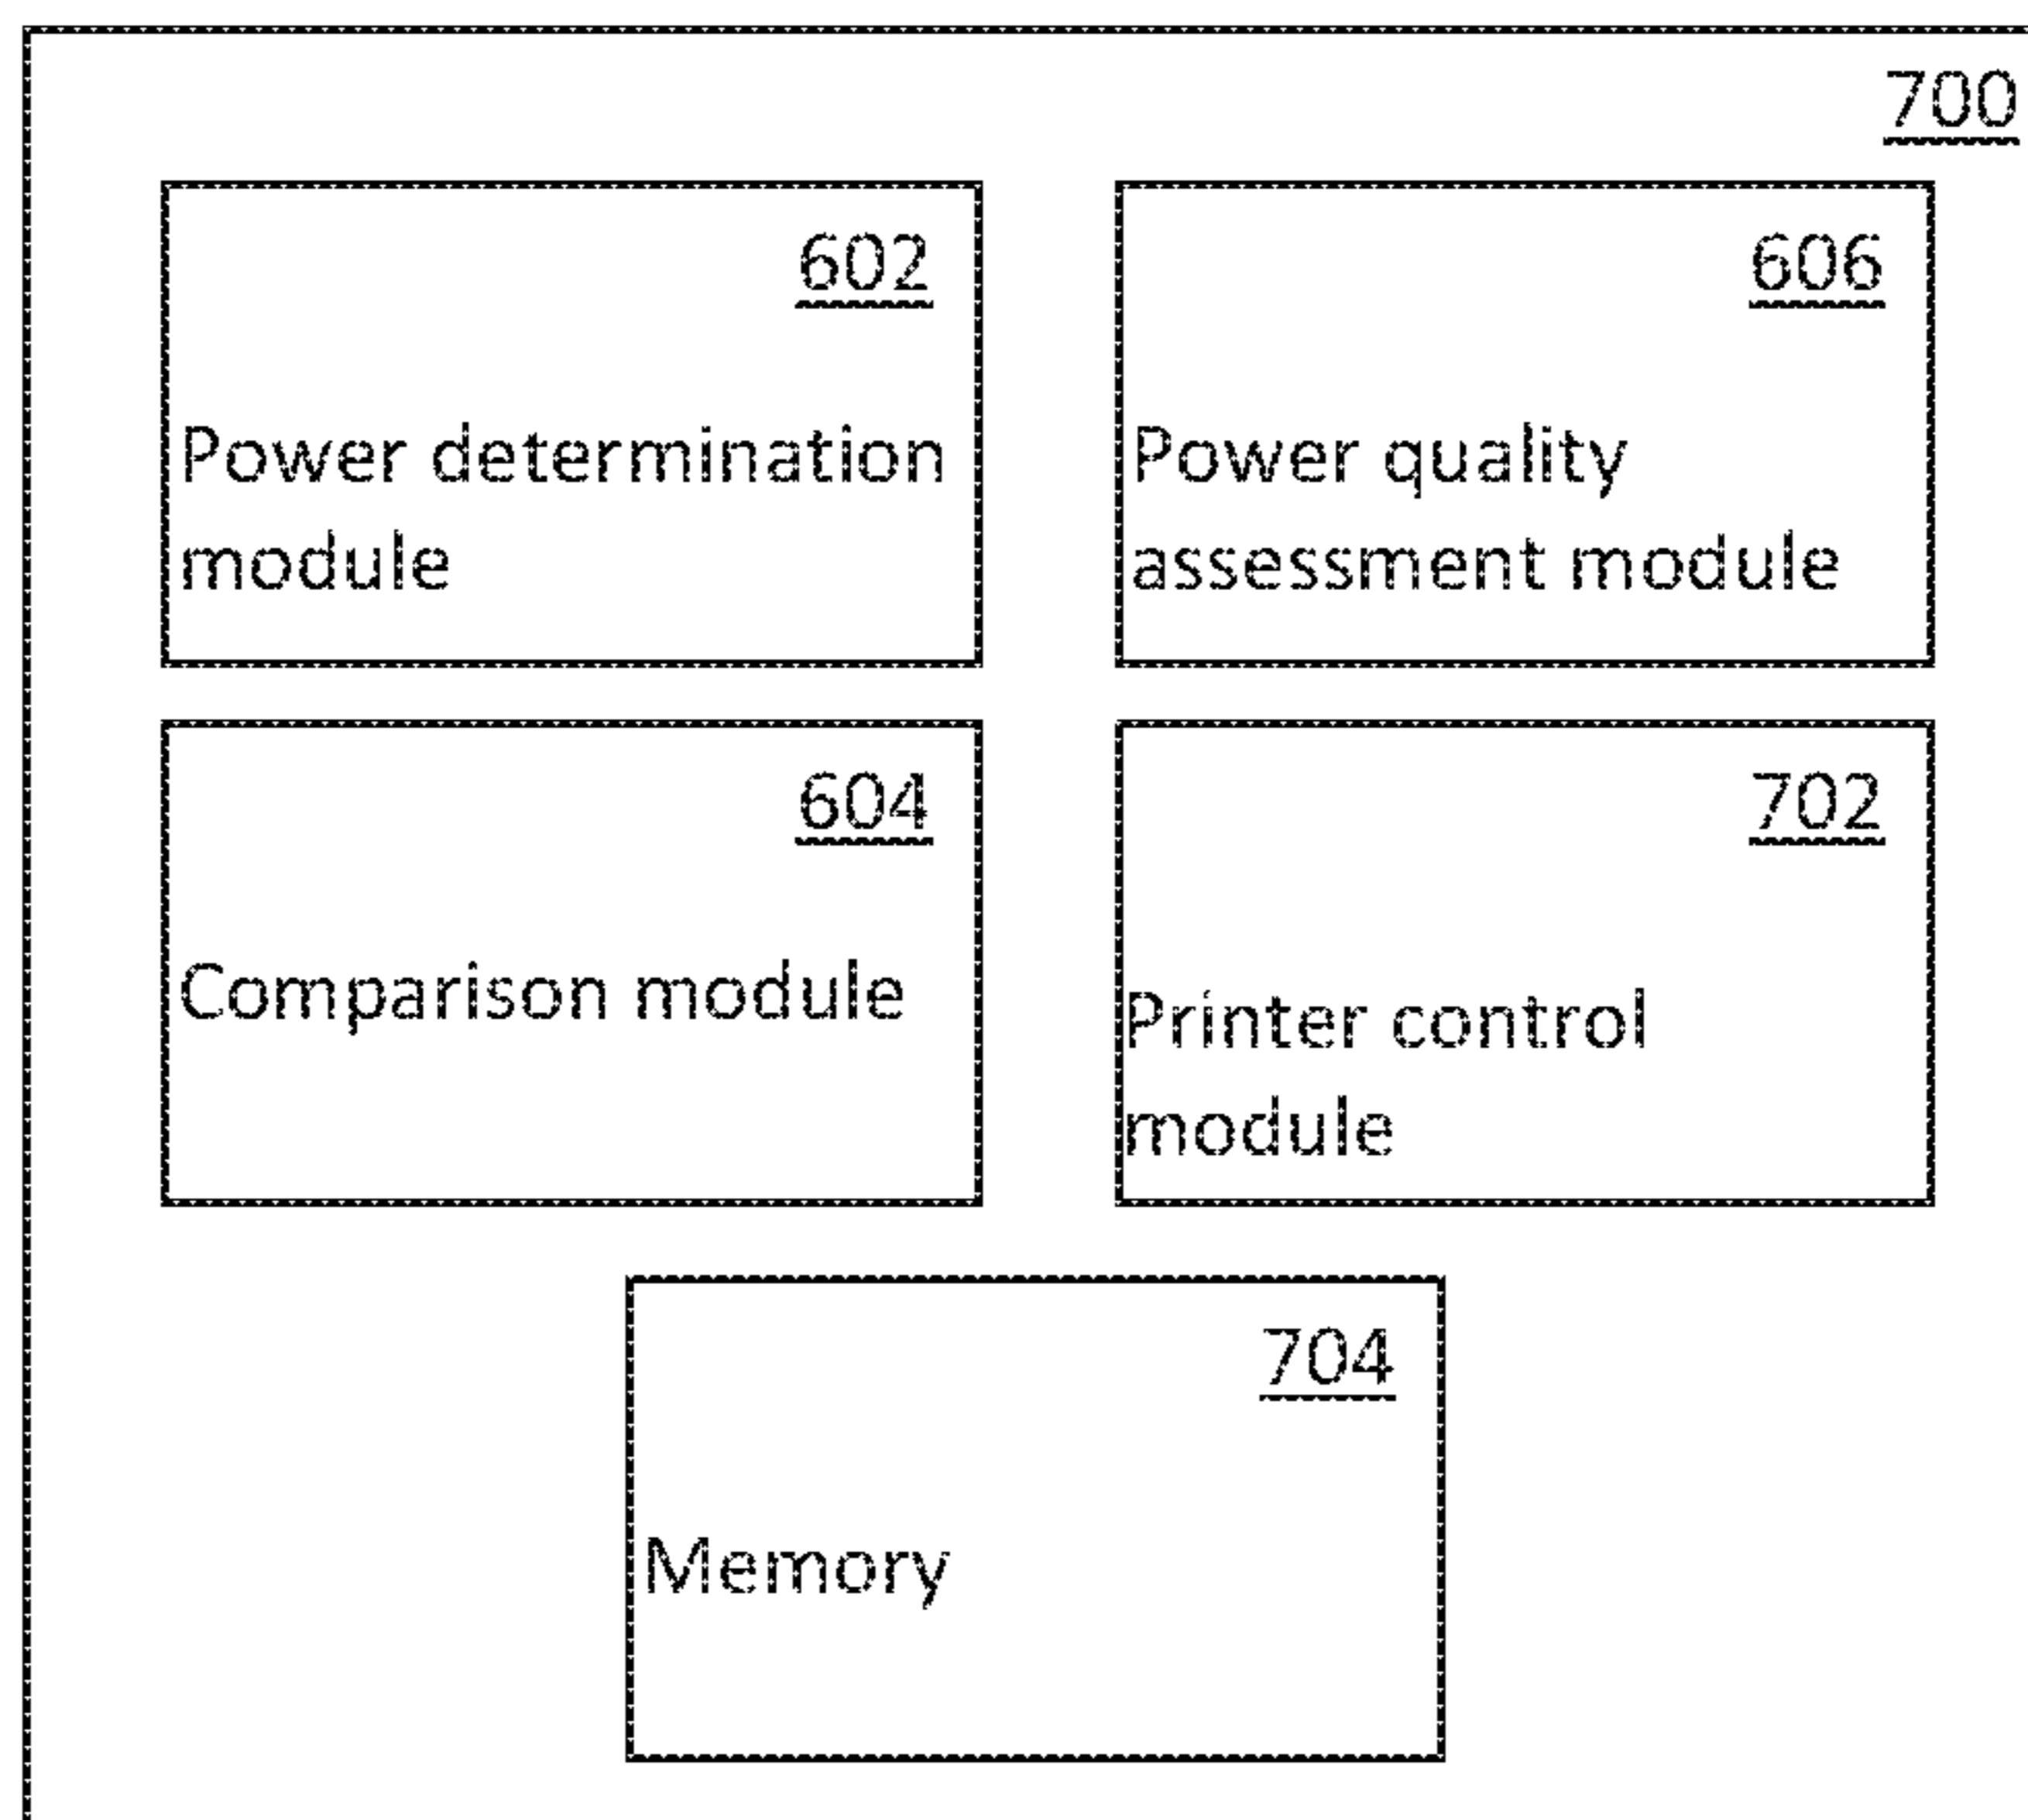 700
602
Power determination
module
606
Power quality
assessment module
604
Comparison module
702
Printer control
module
704
Memory